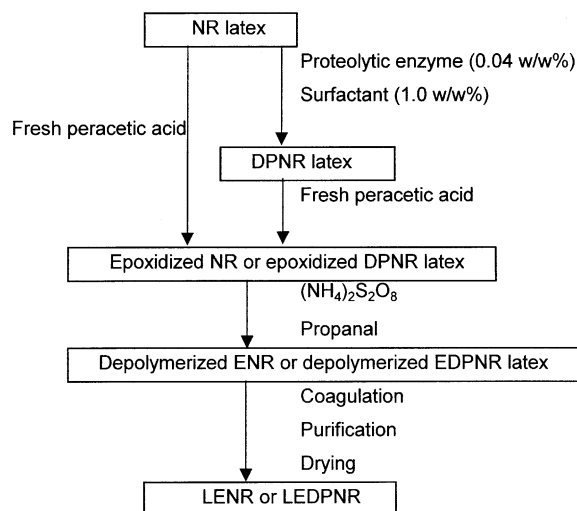 NR latex
Proteolytic enzyme (0.04 w/w%)
Surfactant (1.0 w/w%)
Fresh peracetic acid
DPNR latex
Fresh peracetic acid
Epoxidized NR or epoxidized DPNR latex
(NH₄)₂S₂O₈
Propanal
Depolymerized ENR or depolymerized EDPNR latex
Coagulation
Purification
Drying
LENR or LEDPNR